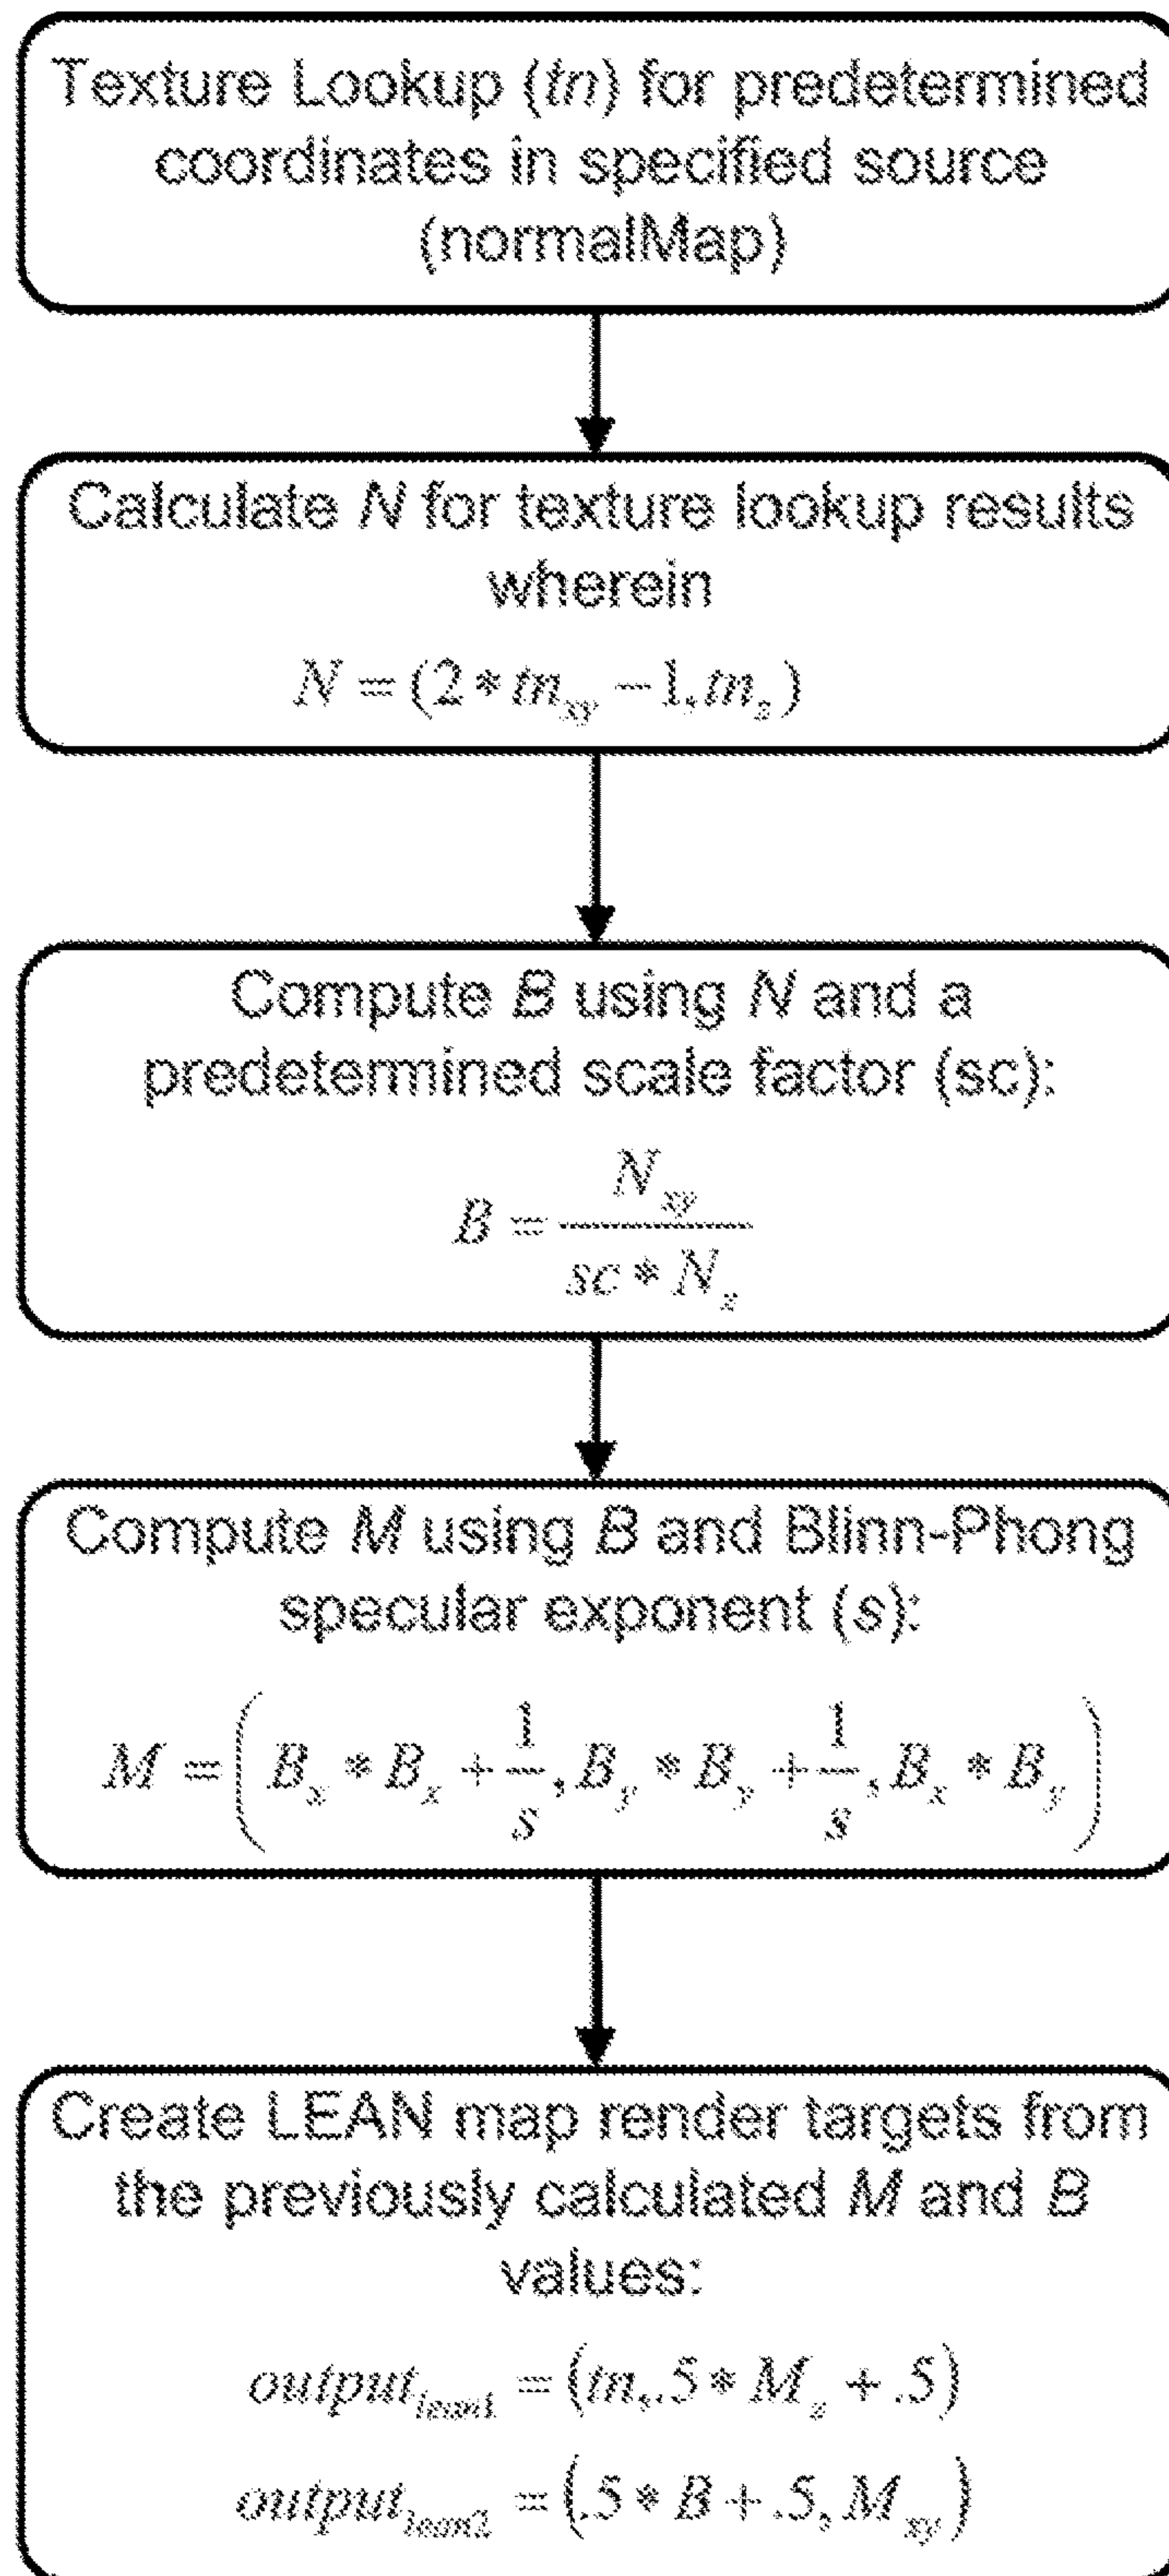 Texture Lookup (tn) for predetermined
coordinates in specified source
(normalMap)
Calculate N for texture lookup results
wherein
N = (2 * tn_xy − 1, tn_z)
Compute B using N and a
predetermined scale factor (sc):
B = N_xy / (sc * N_z)
Compute M using B and Blinn-Phong
specular exponent (s):
M = (B_x * B_x + 1/s, B_y * B_y + 1/s, B_x * B_y)
Create LEAN map render targets from
the previously calculated M and B
values:
output_lean1 = (tn, .5 * M_z + .5)
output_lean2 = (.5 * B + .5, M_xy)